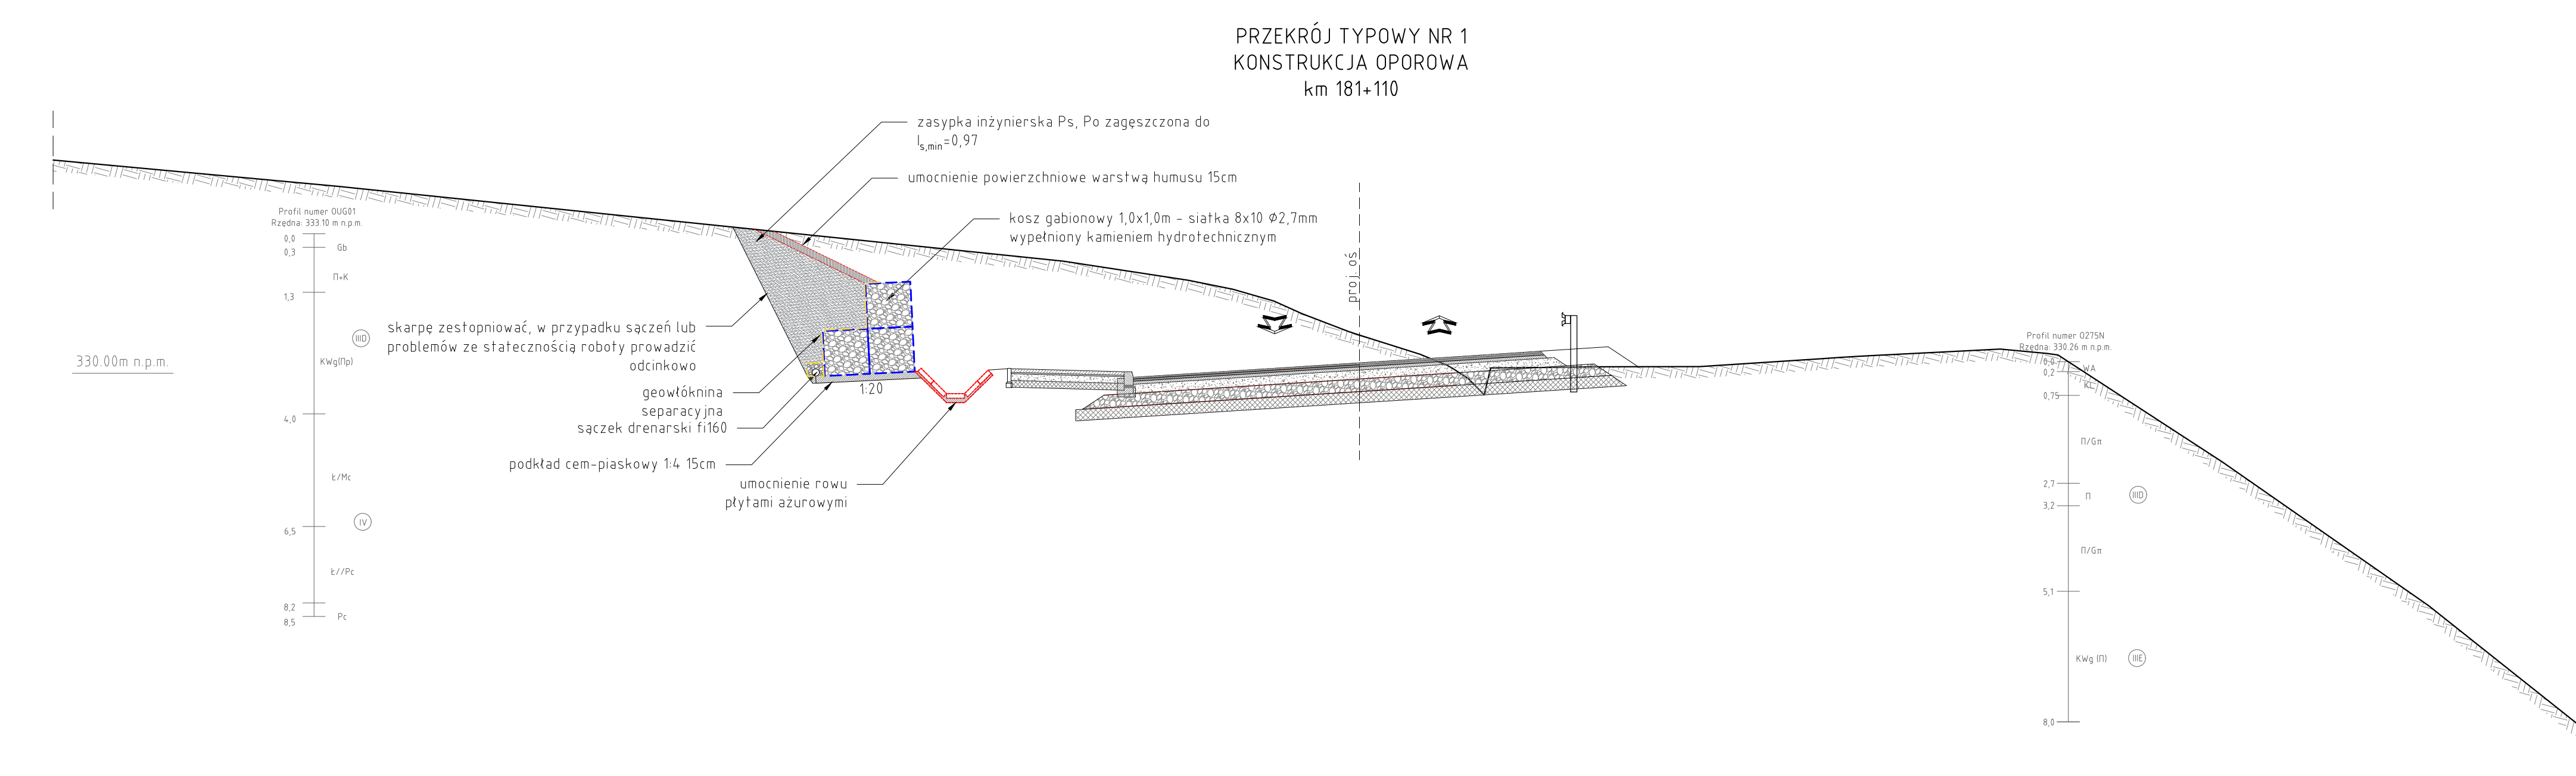 PRZEKRÓJ TYPOWY NR 1
KONSTRUKCJA OPOROWA
km 181+110
zasypka inżynierska Ps, Po zagęszczona do
Is,min=0,97
umocnienie powierzchniowe warstwą humusu 15cm
kosz gabionowy 1,0x1,0m - siatka 8x10 Ø2,7mm
wypełniony kamieniem hydrotechnicznym
proj. oś
skarpę zestopniować, w przypadku sączeń lub
problemów ze statecznością roboty prowadzić
odcinkowo
geowłóknina
separacyjna
sączek drenarski fi160
podkład cem-piaskowy 1:4 15cm
umocnienie rowu
płytami ażurowymi
1:20
330.00m n.p.m.
Profil numer OUG01
Rzędna: 333.10 m n.p.m.
0,0
Gb
0,3
Π+K
1,3
IIID
KWg(Πp)
4,0
Ł/Mc
IV
6,5
Ł//Pc
8,2
Pc
8,5
Profil numer O275N
Rzędna: 330.26 m n.p.m.
0,0
WA
0,2
KŁ
0,75
Π/Gπ
2,7
Π
IIID
3,2
Π/Gπ
5,1
KWg (Π)
IIIE
8,0